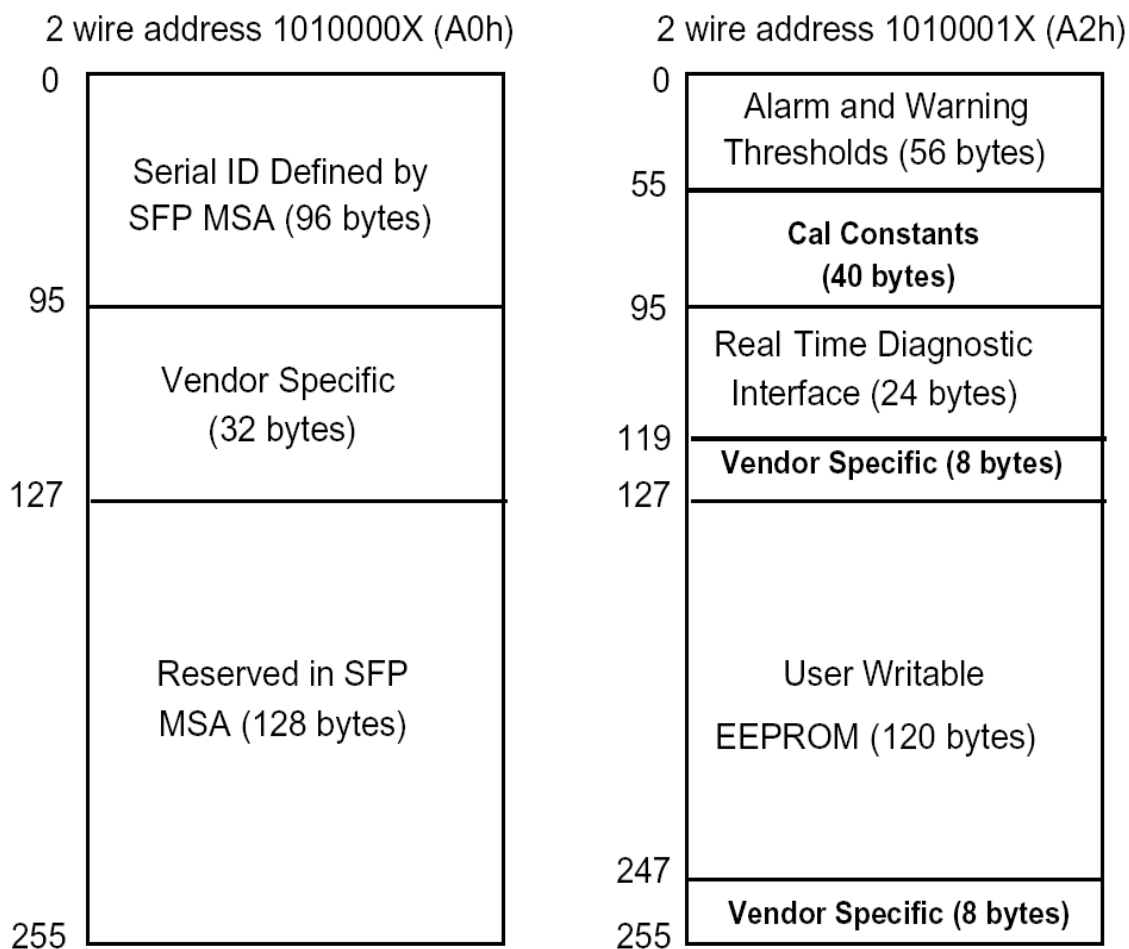 2 wire address 1010000X (A0h)
0
Serial ID Defined by
SFP MSA (96 bytes)
95
Vendor Specific
(32 bytes)
127
Reserved in SFP
MSA (128 bytes)
255
2 wire address 1010001X (A2h)
0
Alarm and Warning
Thresholds (56 bytes)
55
Cal Constants
(40 bytes)
95
Real Time Diagnostic
Interface (24 bytes)
119
Vendor Specific (8 bytes)
127
User Writable
EEPROM (120 bytes)
247
Vendor Specific (8 bytes)
255